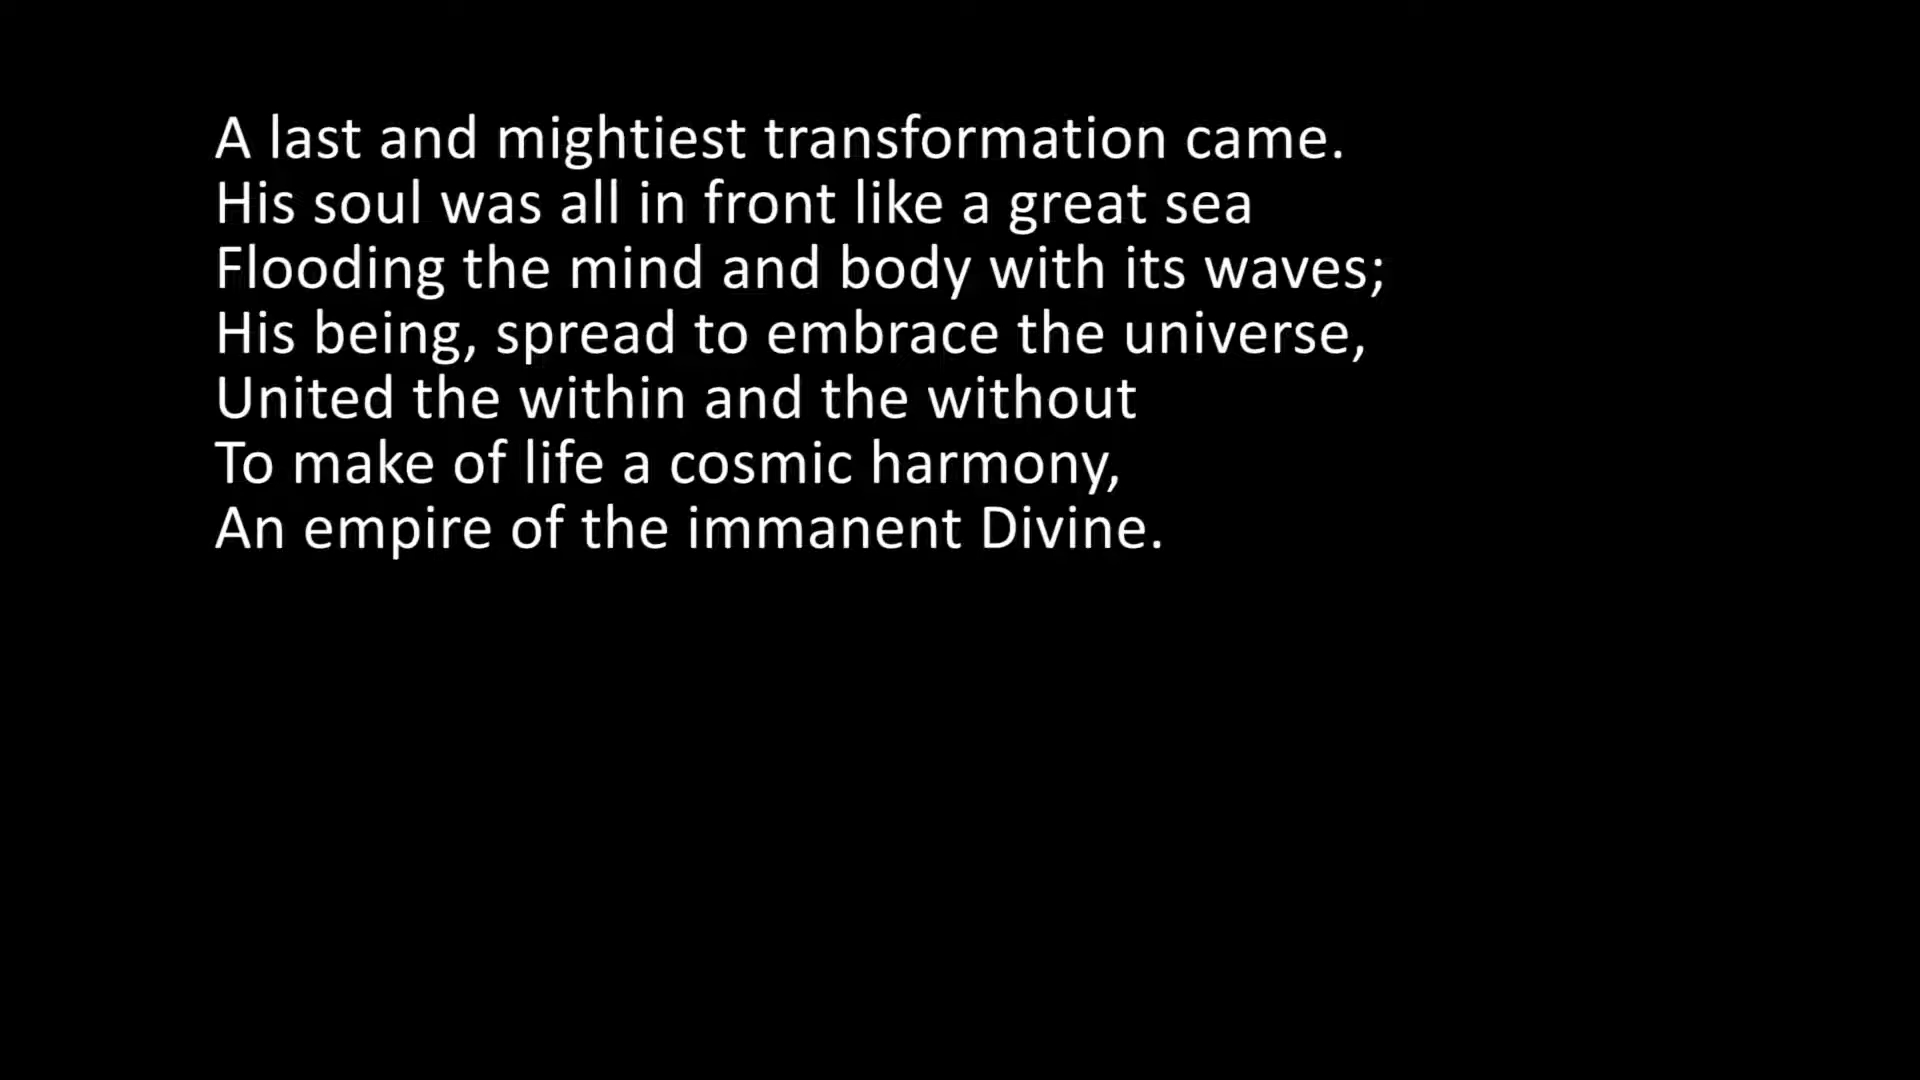 A last and mightiest transformation came.
His soul was all in front like a great sea
Flooding the mind and body with its waves;
His being, spread to embrace the universe,
United the within and the without
To make of life a cosmic harmony,
An empire of the immanent Divine.